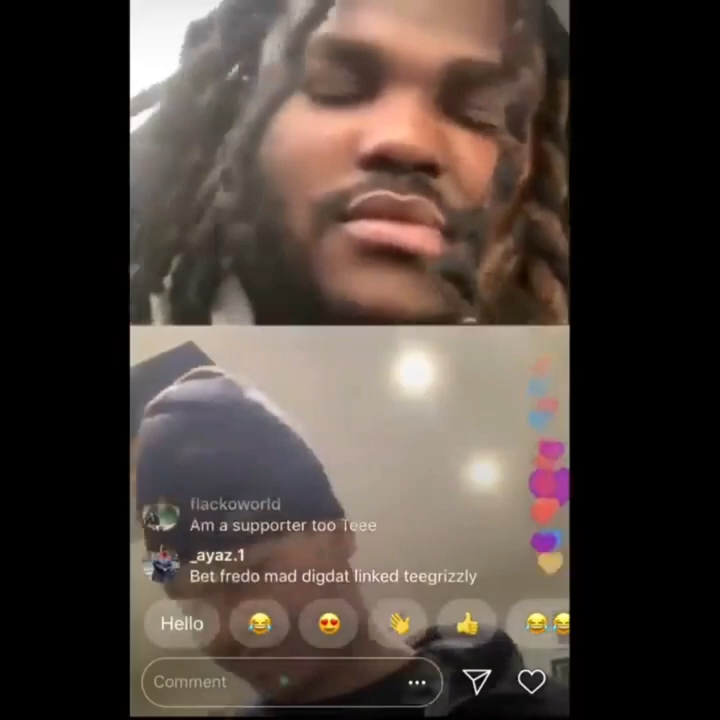 flackoworld
Am a supporter too Teee
_ayaz.1
Bet fredo mad digdat linked teegrizzly
Hello
Comment